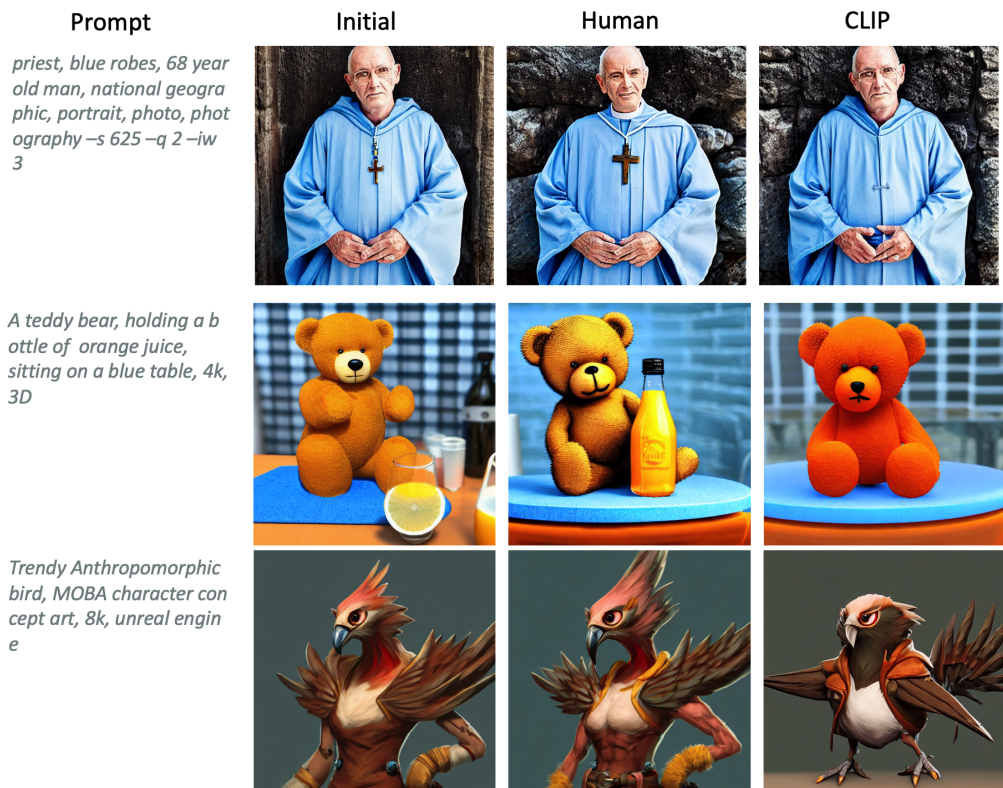 Prompt Initial Human CLIP
priest, blue robes, 68 year
old man, national geogra
phic, portrait, photo, phot
ography –s 625 –q 2 –iw
3
A teddy bear, holding a b
ottle of orange juice,
sitting on a blue table, 4k,
3D
Trendy Anthropomorphic
bird, MOBA character con
cept art, 8k, unreal engin
e